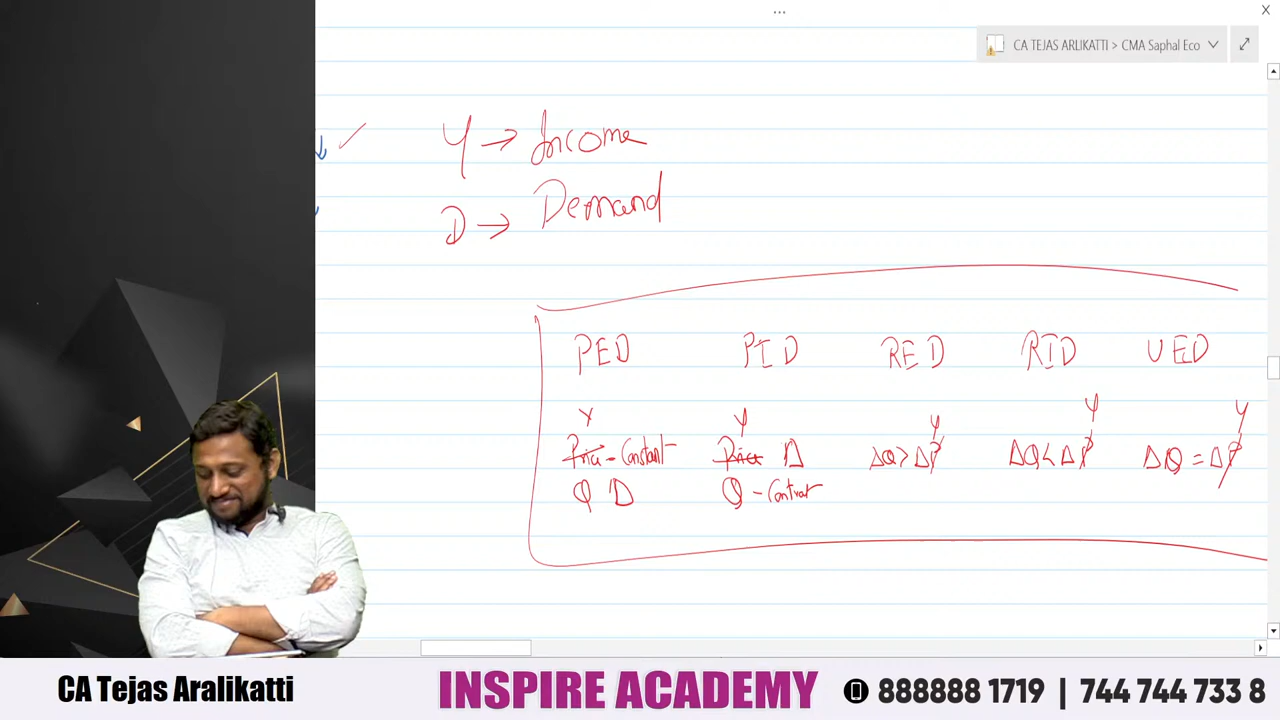 ...
CA TEJAS ARLIKATTI > CMA Saphal Eco
Y → Income
D → Demand
PED PID RED RID UED
Y Y Y Y Y
Price - Constant Price Δ ΔQ > ΔP ΔQ < ΔP ΔQ = ΔP
Q Δ Q - Constant
CA Tejas Aralikatti INSPIRE ACADEMY 888888 1719 | 744 744 733 8